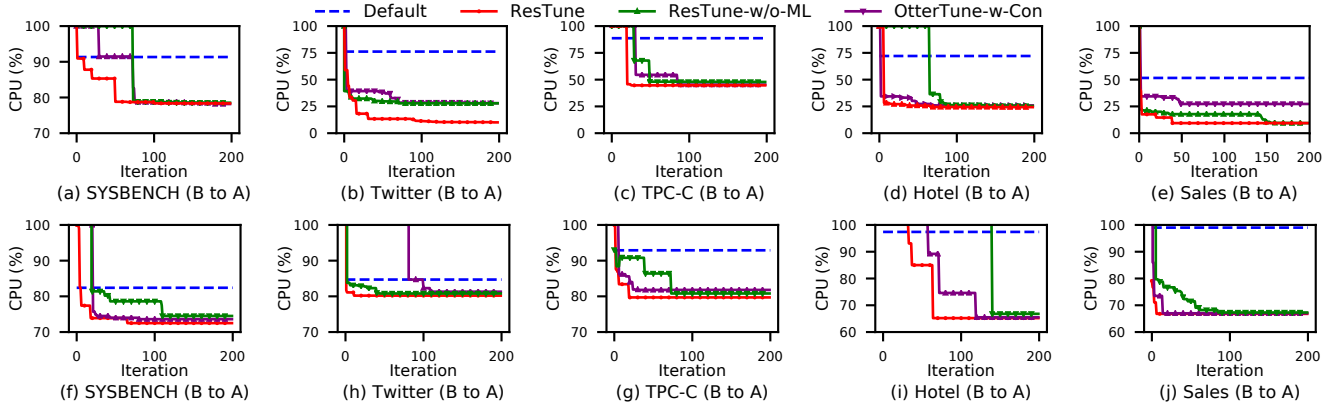 Default ResTune ResTune-w/o-ML OtterTune-w-Con
CPU (%)
100
90
80
70
0 100 200
Iteration
(a) SYSBENCH (B to A)
CPU (%)
100
75
50
25
0
0 100 200
Iteration
(b) Twitter (B to A)
CPU (%)
100
75
50
25
0
0 100 200
Iteration
(c) TPC-C (B to A)
CPU (%)
100
75
50
25
0
0 100 200
Iteration
(d) Hotel (B to A)
CPU (%)
100
75
50
25
0
0 50 100 150 200
Iteration
(e) Sales (B to A)
CPU (%)
100
90
80
70
0 100 200
Iteration
(f) SYSBENCH (B to A)
CPU (%)
100
90
80
70
0 100 200
Iteration
(h) Twitter (B to A)
CPU (%)
100
90
80
70
0 100 200
Iteration
(g) TPC-C (B to A)
CPU (%)
100
90
80
70
60
0 100 200
Iteration
(i) Hotel (B to A)
CPU (%)
100
90
80
70
60
0 100 200
Iteration
(j) Sales (B to A)